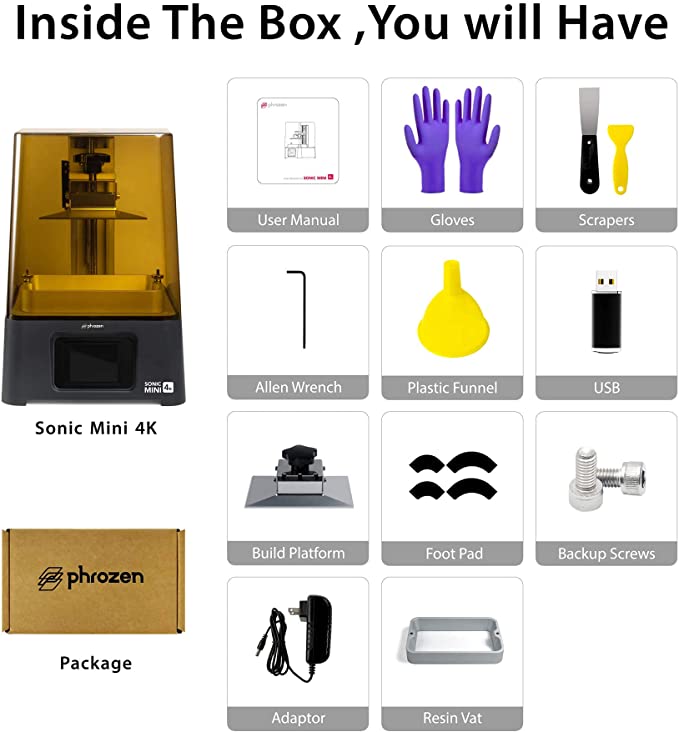 Inside The Box ,You will Have
phrozen
SONIC MINI 4K
User Manual
Gloves
Scrapers
phrozen
SONIC
MINI 4K
Sonic Mini 4K
Allen Wrench
Plastic Funnel
USB
Build Platform
Foot Pad
Backup Screws
phrozen
Package
Adaptor
Resin Vat